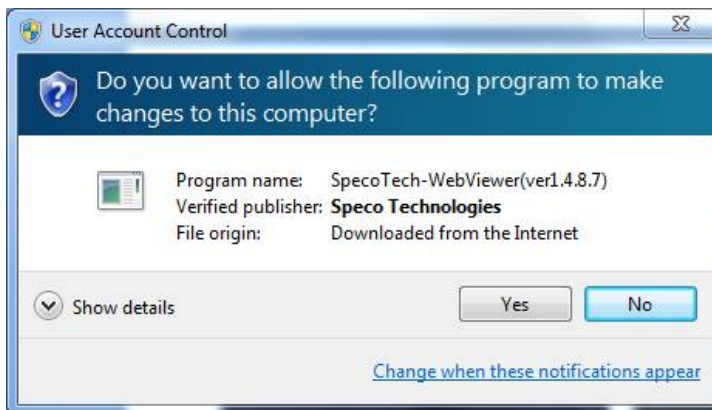 User Account Control
Do you want to allow the following program to make
changes to this computer?
Program name: SpecoTech-WebViewer(ver1.4.8.7)
Verified publisher: Speco Technologies
File origin: Downloaded from the Internet
Show details
Yes
No
Change when these notifications appear